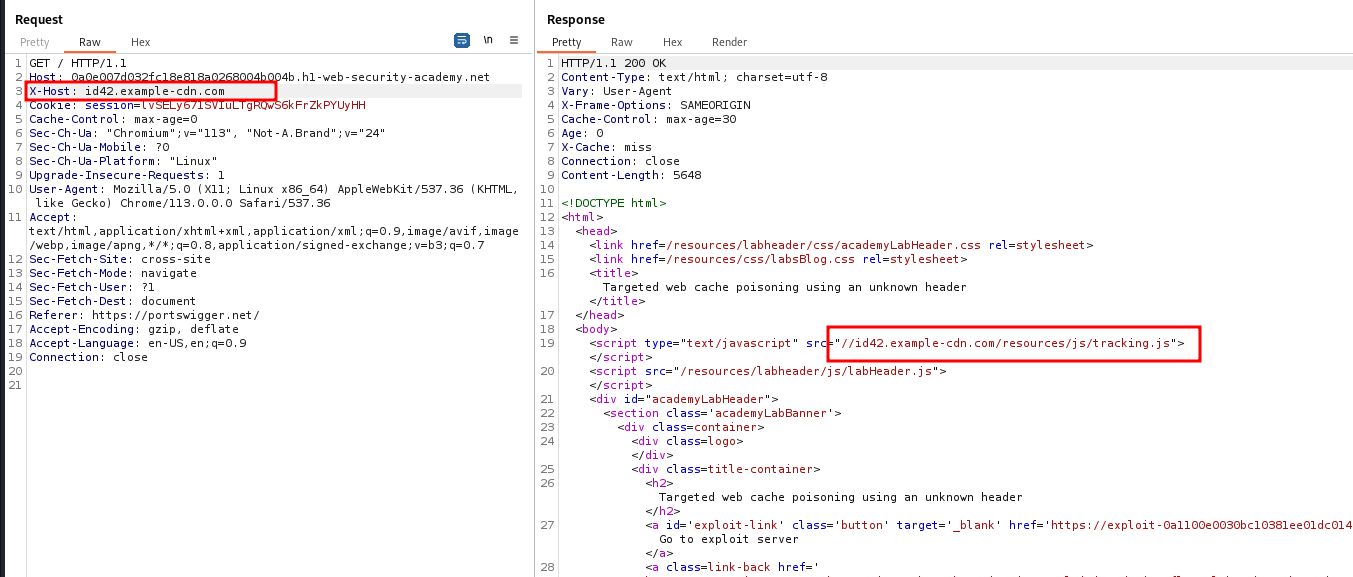 Request
Pretty Raw Hex \n
1 GET / HTTP/1.1
2 Host: 0a0e007d032fc18e818a0268004b004b.h1-web-security-academy.net
3 X-Host: id42.example-cdn.com
4 Cookie:
5 Cache-Control: max-age=0
6 Sec-Ch-Ua: "Chromium";v="113", "Not-A.Brand";v="24"
7 Sec-Ch-Ua-Mobile: ?0
8 Sec-Ch-Ua-Platform: "Linux"
9 Upgrade-Insecure-Requests: 1
10 User-Agent: Mozilla/5.0 (X11; Linux x86_64) AppleWebKit/537.36 (KHTML,
like Gecko) Chrome/113.0.0.0 Safari/537.36
11 Accept:
text/html,application/xhtml+xml,application/xml;q=0.9,image/avif,image
/webp,image/apng,*/*;q=0.8,application/signed-exchange;v=b3;q=0.7
12 Sec-Fetch-Site: cross-site
13 Sec-Fetch-Mode: navigate
14 Sec-Fetch-User: ?1
15 Sec-Fetch-Dest: document
16 Referer: https://portswigger.net/
17 Accept-Encoding: gzip, deflate
18 Accept-Language: en-US,en;q=0.9
19 Connection: close
20
21
Response
Pretty Raw Hex Render
1 HTTP/1.1 200 OK
2 Content-Type: text/html; charset=utf-8
3 Vary: User-Agent
4 X-Frame-Options: SAMEORIGIN
5 Cache-Control: max-age=30
6 Age: 0
7 X-Cache: miss
8 Connection: close
9 Content-Length: 5648
10
11 <!DOCTYPE html>
12 <html>
13 <head>
14 <link href=/resources/labheader/css/academyLabHeader.css rel=stylesheet>
15 <link href=/resources/css/labsBlog.css rel=stylesheet>
16 <title>
Targeted web cache poisoning using an unknown header
</title>
17 </head>
18 <body>
19 <script type="text/javascript" src="//id42.example-cdn.com/resources/js/tracking.js">
</script>
20 <script src="/resources/labheader/js/labHeader.js">
</script>
21 <div id="academyLabHeader">
22 <section class='academyLabBanner'>
23 <div class=container>
24 <div class=logo>
</div>
25 <div class=title-container>
26 <h2>
Targeted web cache poisoning using an unknown header
</h2>
27 <a id='exploit-link' class='button' target='_blank' href='https://exploit-0a1100e0030bc10381ee01dc014
Go to exploit server
</a>
28 <a class=link-back href='